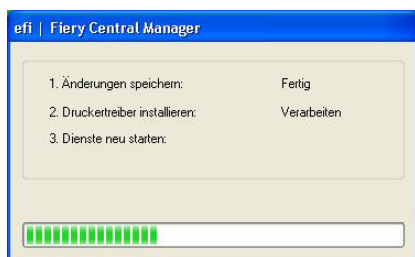 efi | Fiery Central Manager
1. Änderungen speichern: Fertig
2. Druckertreiber installieren: Verarbeiten
3. Dienste neu starten: